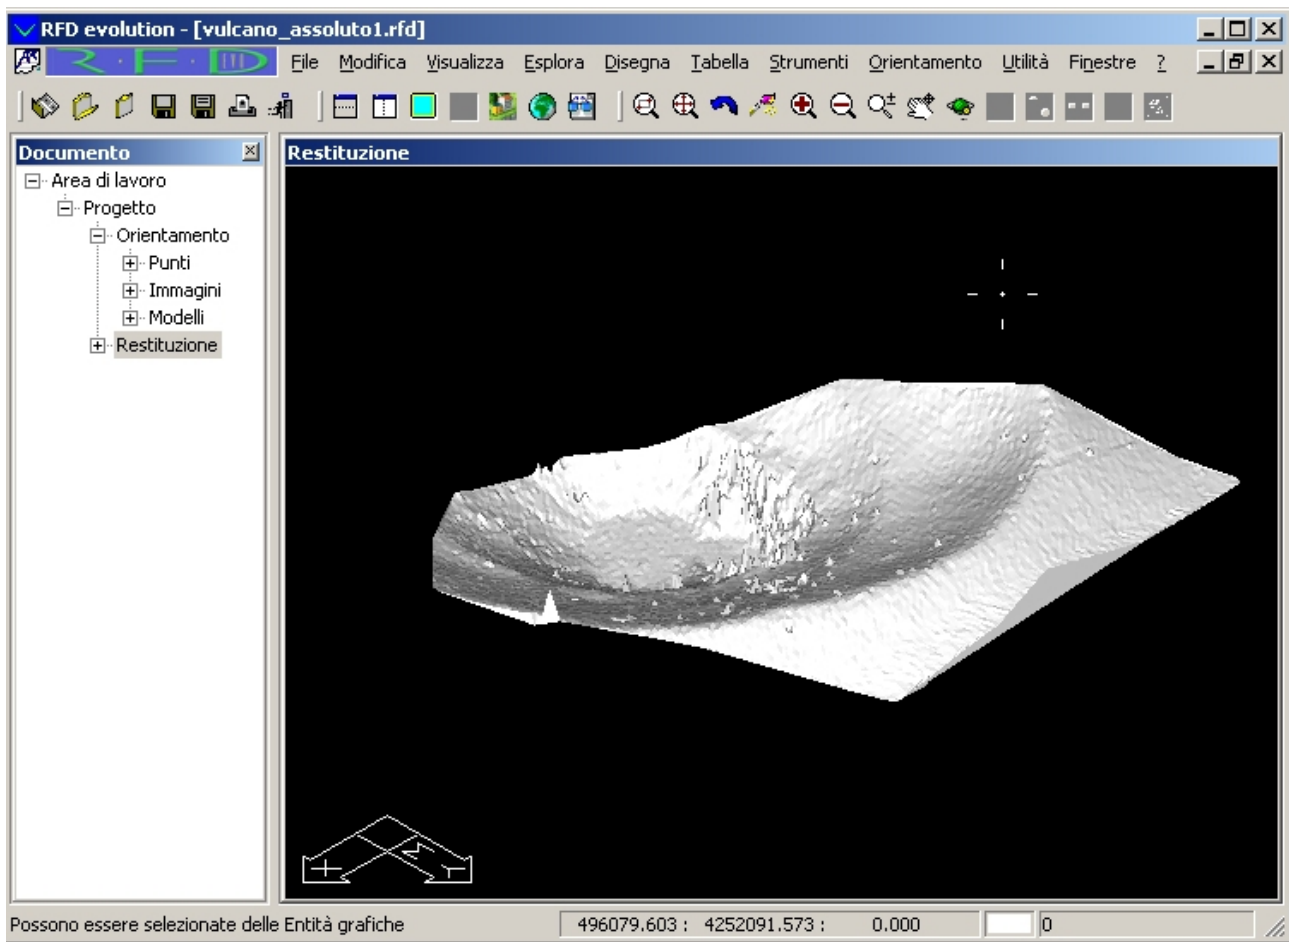 RFD evolution - [vulcano_assoluto1.rfd]
R·F·D File Modifica Visualizza Esplora Disegna Tabella Strumenti Orientamento Utilità Finestre ?
Documento
Restituzione
Area di lavoro
Progetto
Orientamento
Punti
Immagini
Modelli
Restituzione
Possono essere selezionate delle Entità grafiche 496079.603 : 4252091.573 : 0.000 0